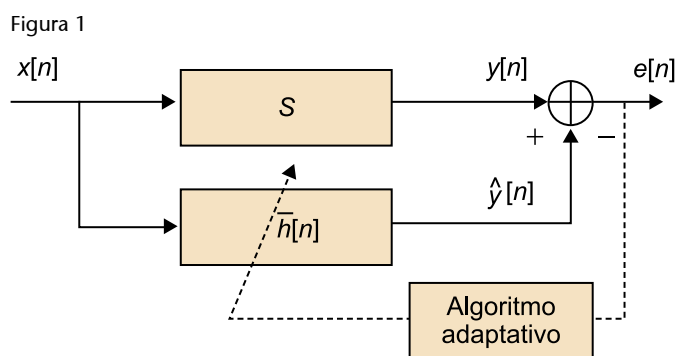 Figura 1
x[n]
S
y[n]
e[n]
+
−
h̅[n]
ŷ[n]
Algoritmo
adaptativo